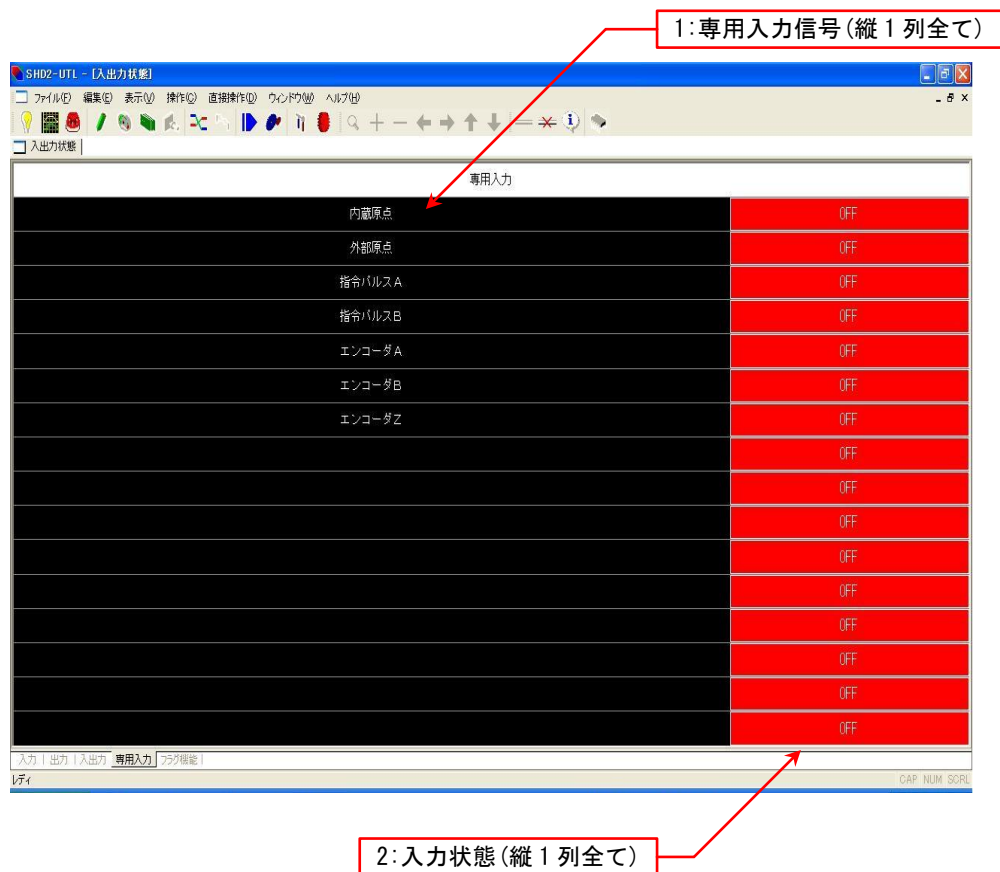 1:専用入力信号(縦1列全て)
SHD2-UTL - [入出力状態]
ファイル(F) 編集(E) 表示(V) 操作(C) 直接操作(D) ウィンドウ(W) ヘルプ(H)
入出力状態
専用入力
内蔵原点 OFF
外部原点 OFF
指令パルスA OFF
指令パルスB OFF
エンコーダA OFF
エンコーダB OFF
エンコーダZ OFF
OFF
OFF
OFF
OFF
OFF
OFF
OFF
OFF
OFF
入力 出力 入出力 専用入力 フラグ機能
レディ CAP NUM SCRL
2:入力状態(縦1列全て)